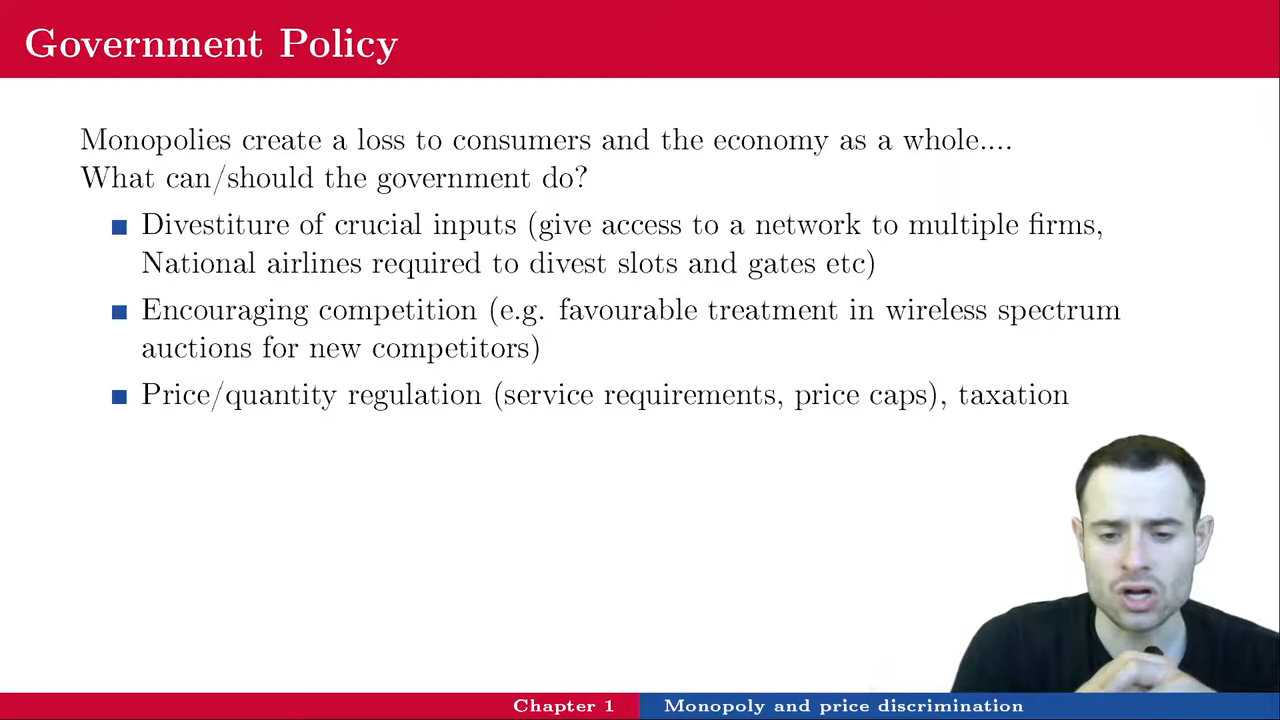 Government Policy
Monopolies create a loss to consumers and the economy as a whole....
What can/should the government do?
Divestiture of crucial inputs (give access to a network to multiple firms,
National airlines required to divest slots and gates etc)
Encouraging competition (e.g. favourable treatment in wireless spectrum
auctions for new competitors)
Price/quantity regulation (service requirements, price caps), taxation
Chapter 1
Monopoly and price discrimination